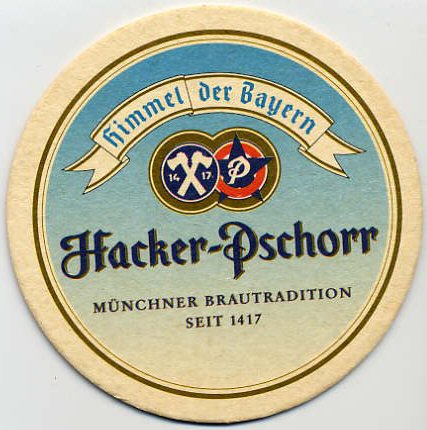 Himmel der Bayern
14 17
P
Hacker-Pschorr
MÜNCHNER BRAUTRADITION
SEIT 1417